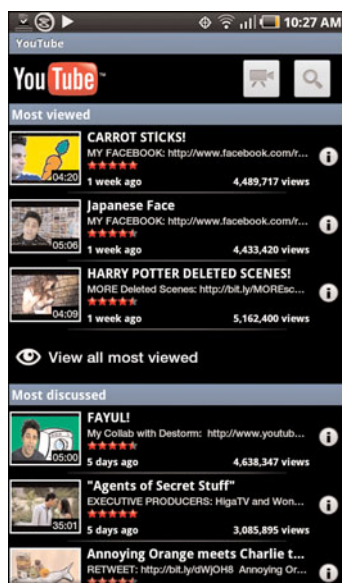 10:27 AM
YouTube
You Tube
Most viewed
CARROT STICKS!
MY FACEBOOK: http://www.facebook.com/r...
04:20
1 week ago 4,489,717 views
Japanese Face
MY FACEBOOK: http://www.facebook.com/r...
05:06
1 week ago 4,433,420 views
HARRY POTTER DELETED SCENES!
MORE Deleted Scenes: http://bit.ly/MOREsc...
04:09
1 week ago 5,162,400 views
View all most viewed
Most discussed
FAYUL!
My Collab with Destorm: http://www.youtub...
05:00
5 days ago 4,638,347 views
"Agents of Secret Stuff"
EXECUTIVE PRODUCERS: HigaTV and Won...
35:01
5 days ago 3,085,895 views
Annoying Orange meets Charlie t...
RETWEET: http://bit.ly/dWjOH8 Annoying Or...